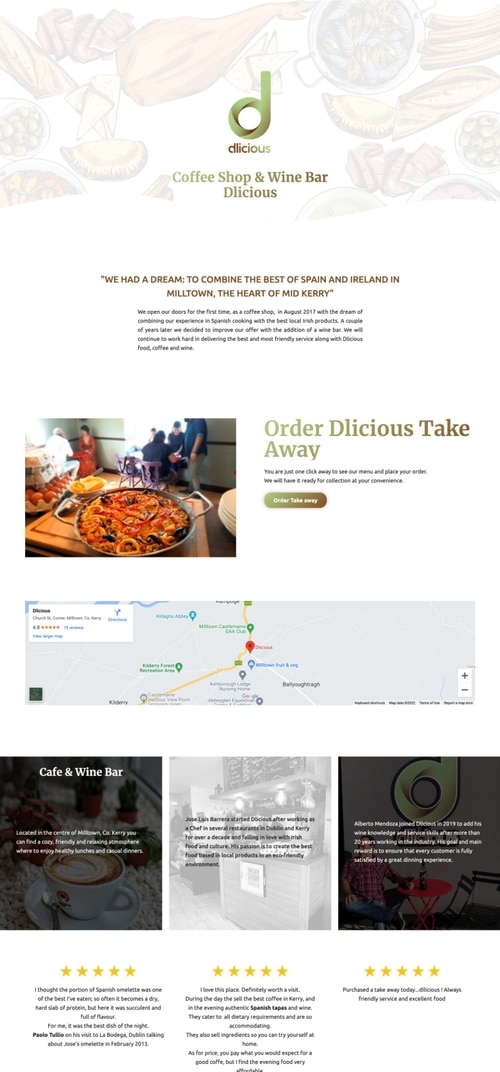 dlicious
Coffee Shop & Wine Bar
Dlicious
"WE HAD A DREAM: TO COMBINE THE BEST OF SPAIN AND IRELAND IN
MILLTOWN, THE HEART OF MID KERRY"
We open our doors for the first time, as a coffee shop, in August 2017 with the dream of
combining our experience in Spanish cooking with the best local Irish products. A couple
of years later we decided to improve our offer with the addition of a wine bar. We will
continue to work hard in delivering the best and most friendly service along with Dlicious
food, coffee and wine.
Order Dlicious Take
Away
You are just one click away to see our menu and place your order.
We will have it ready for collection at your convenience.
Order Take away
Dlicious
Church St, Corner, Milltown, Co. Kerry
4.8 ★★★★★ 75 reviews
View larger map
Directions
Killagha Abbey
Milltown Castlemaine
GAA Club
Dlicious
Kilderry Forest
Recreation Area
Milltown fruit & veg
Ashborough Lodge
Nursing Home
Ballyoughtragh
Kilderry
Castlemaine
Harbour View Point
Google
Abbeyglen Equestrian
Keyboard shortcuts Map data ©2022 Terms of Use Report a map error
Cafe & Wine Bar
Located in the centre of Milltown, Co. Kerry you
can find a cozy, friendly and relaxing atmosphere
where to enjoy healthy lunches and casual dinners.
Jose Luis Barrera started Dlicious after working as
a Chef in several restaurants in Dublin and Kerry
for over a decade and falling in love with Irish
Food and culture. His passion is to create the best
food based in local products in an eco-friendly
environment.
Alberto Mendoza joined Dlicious in 2019 to add his
wine knowledge and service skills after more than
20 years working in the industry. His goal and main
reward is to ensure that every customer is fully
satisfied by a great dinning experience.
I thought the portion of Spanish omelette was one
of the best I've eaten; so often it becomes a dry,
hard slab of protein, but here it was succulent and
full of flavour.
For me, it was the best dish of the night.
Paolo Tullio on his visit to La Bodega, Dublin talking
about Jose's omelette in February 2013.
I love this place. Definitely worth a visit.
During the day the sell the best coffee in Kerry, and
in the evening authentic Spanish tapas and wine.
They cater to all dietary requirements and are so
accommodating.
They also sell ingredients so you can try yourself at
home.
As for price, you pay what you would expect for a
good coffe, but I find the evening food very
affordable
Purchased a take away today...dlicious ! Always
friendly service and excellent food